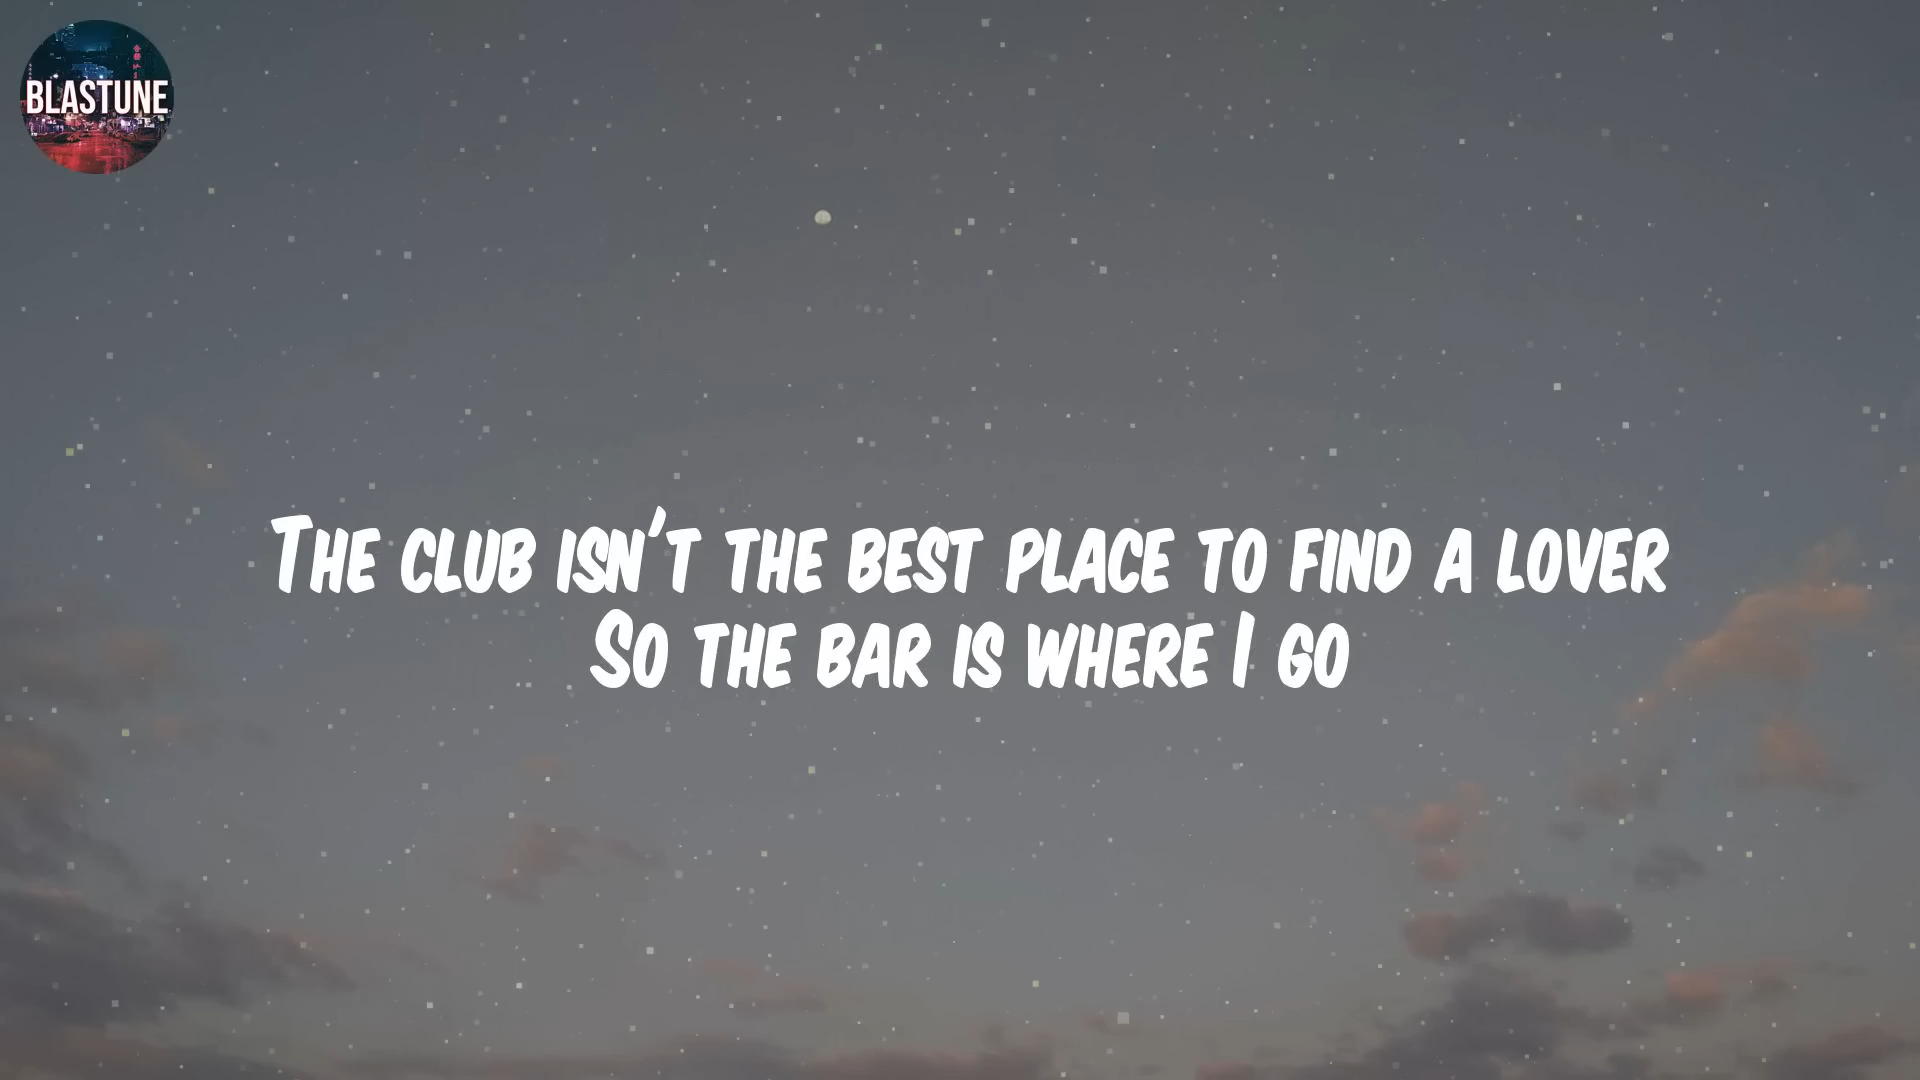 BLASTUNE
The club isn't the best place to find a lover
So the bar is where I go